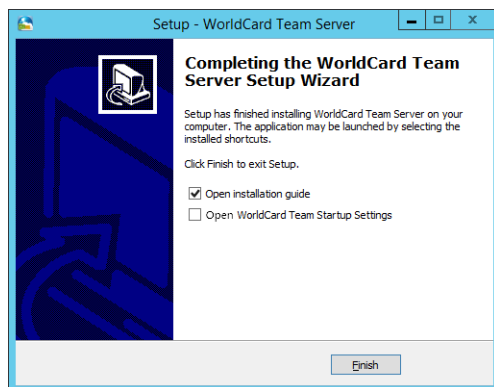 Setup - WorldCard Team Server
Completing the WorldCard Team
Server Setup Wizard
Setup has finished installing WorldCard Team Server on your
computer. The application may be launched by selecting the
installed shortcuts.
Click Finish to exit Setup.
Open installation guide
Open WorldCard Team Startup Settings
Finish